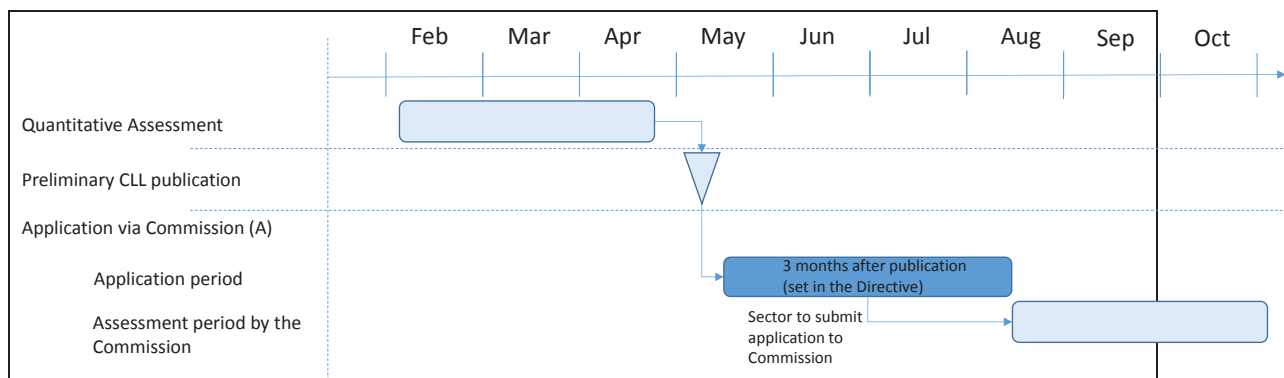 Feb Mar Apr May Jun Jul Aug Sep Oct
Quantitative Assessment
Preliminary CLL publication
Application via Commission (A)
Application period
3 months after publication
(set in the Directive)
Assessment period by the
Commission
Sector to submit
application to
Commission